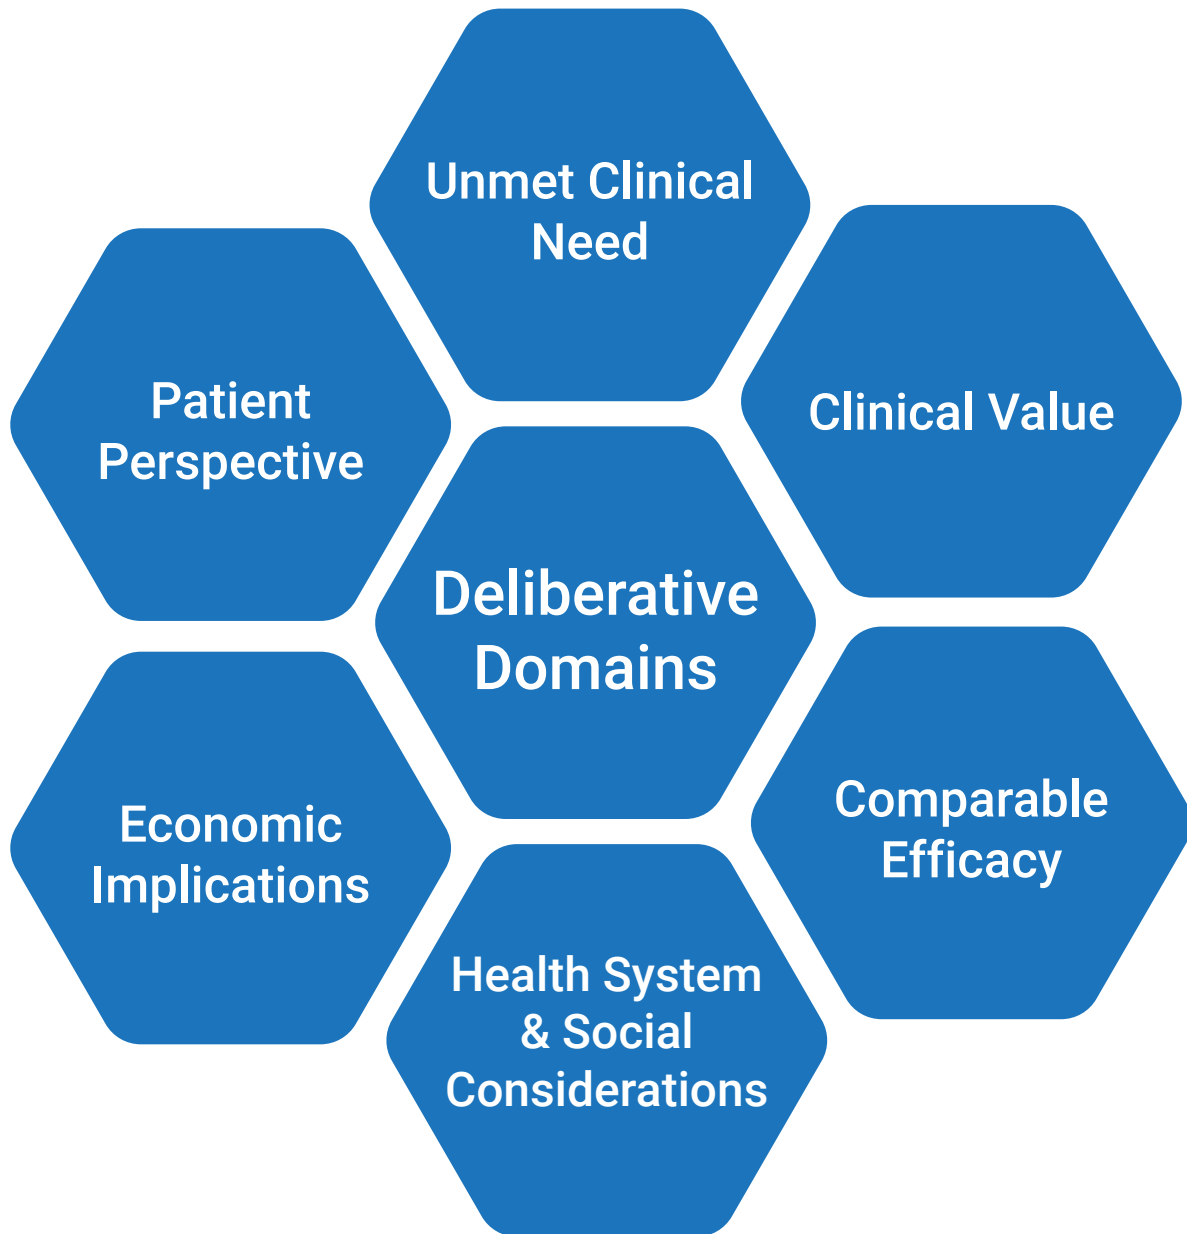 Unmet Clinical
Need
Patient
Perspective
Clinical Value
Deliberative
Domains
Economic
Implications
Comparable
Efficacy
Health System
& Social
Considerations